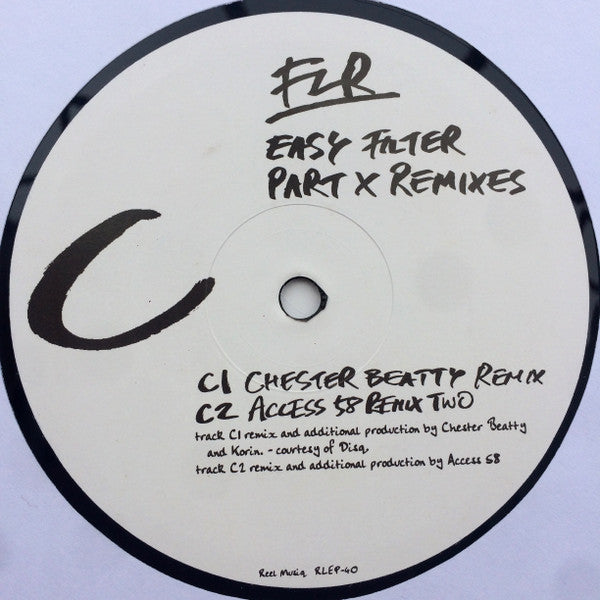 FLR
EASY FILTER
PART X REMIXES
C
C1 CHESTER BEATTY REMIX
C2 ACCESS 58 REMIX TWO
track C1 remix and additional production by Chester Beatty
and Korin. - courtesy of Disq.
track C2 remix and additional production by Access 58
Reel Musiq RLEP-40